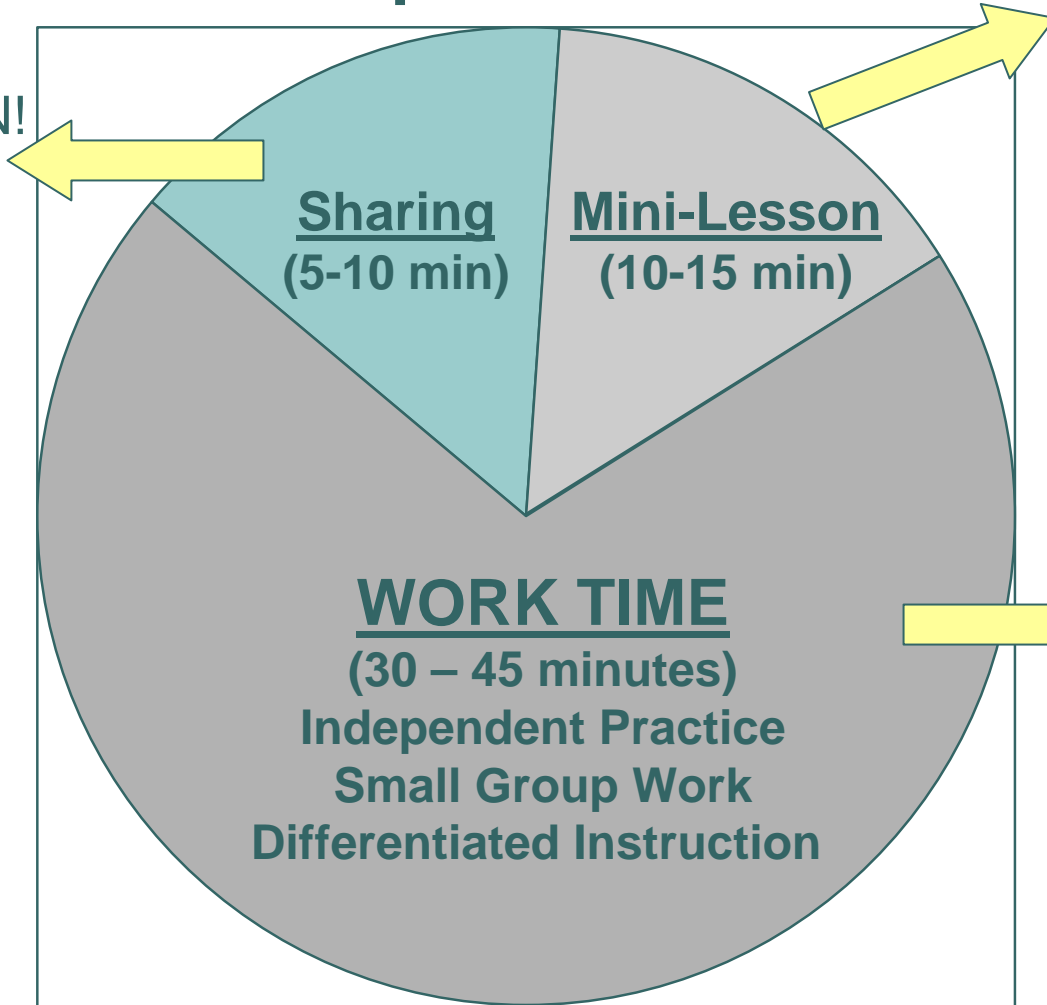 N!
Sharing
(5-10 min)
Mini-Lesson
(10-15 min)
WORK TIME
(30 – 45 minutes)
Independent Practice
Small Group Work
Differentiated Instruction